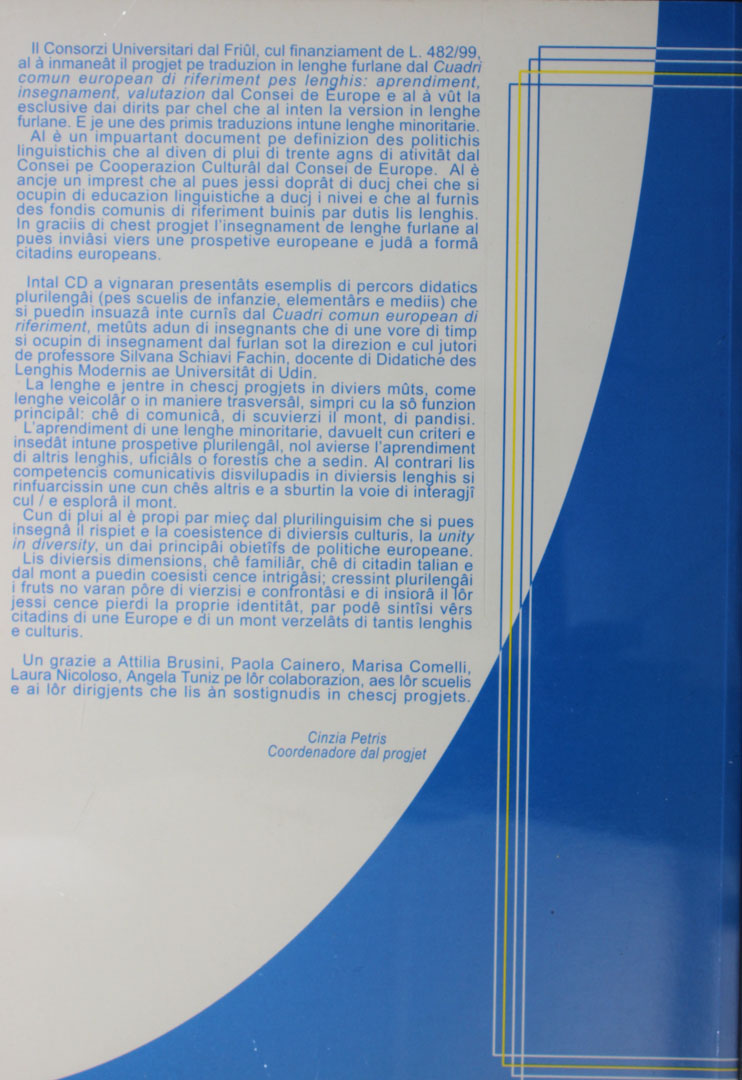 Il Consorzi Universitari dal Friûl, cul finanziament de L. 482/99,
al à inmaneât il progjet pe traduzion in lenghe furlane dal Cuadri
comun european di riferiment pes lenghis: aprendiment,
insegnament, valutazion dal Consei de Europe e al à vût la
esclusive dai dirits par chel che al inten la version in lenghe
furlane. E je une des primis traduzions intune lenghe minoritarie.
Al è un impuartant document pe definizion des politichis
linguistichis che al diven di plui di trente agns di ativitât dal
Consei pe Cooperazion Culturâl dal Consei de Europe. Al è
ancje un imprest che al pues jessi doprât di ducj chei che si
ocupin di educazion linguistiche a ducj i nivei e che al furnis
des fondis comunis di riferiment buinis par dutis lis lenghis.
In graciis di chest progjet l'insegnament de lenghe furlane al
pues inviâsi viers une prospetive europeane e judâ a formâ
citadins europeans.
Intal CD a vignaran presentâts esemplis di percors didatics
plurilengâi (pes scuelis de infanzie, elementârs e mediis) che
si puedin insuazâ inte curnîs dal Cuadri comun european di
riferiment, metûts adun di insegnants che di une vore di timp
si ocupin di insegnament dal furlan sot la direzion e cul jutori
de professore Silvana Schiavi Fachin, docente di Didatiche des
Lenghis Modernis ae Universitât di Udin.
La lenghe e jentre in chescj progjets in diviers mûts, come
lenghe veicolâr o in maniere trasversâl, simpri cu la sô funzion
principâl: chê di comunicâ, di scuvierzi il mont, di pandisi.
L'aprendiment di une lenghe minoritarie, davuelt cun criteri e
insedât intune prospetive plurilengâl, nol avierse l'aprendiment
di altris lenghis, uficiâls o forestis che a sedin. Al contrari lis
competencis comunicativis disvilupadis in diviersis lenghis si
rinfuarcissin une cun chês altris e a sburtin la voie di interagjî
cul / e esplorâ il mont.
Cun di plui al è propi par mieç dal plurilinguisim che si pues
insegnâ il rispiet e la coesistence di diviersis culturis, la unity
in diversity, un dai principâi obietîfs de politiche europeane.
Lis diviersis dimensions, chê familiâr, chê di citadin talian e
dal mont a puedin coesisti cence intrigâsi; cressint plurilengâi
i fruts no varan pôre di vierzisi e confrontâsi e di insiorâ il lôr
jessi cence pierdi la proprie identitât, par podê sintîsi vêrs
citadins di une Europe e di un mont verzelâts di tantis lenghis
e culturis.
Un grazie a Attilia Brusini, Paola Cainero, Marisa Comelli,
Laura Nicoloso, Angela Tuniz pe lôr colaborazion, aes lôr scuelis
e ai lôr dirigjents che lis àn sostignudis in chescj progjets.
Cinzia Petris
Coordenadore dal progjet